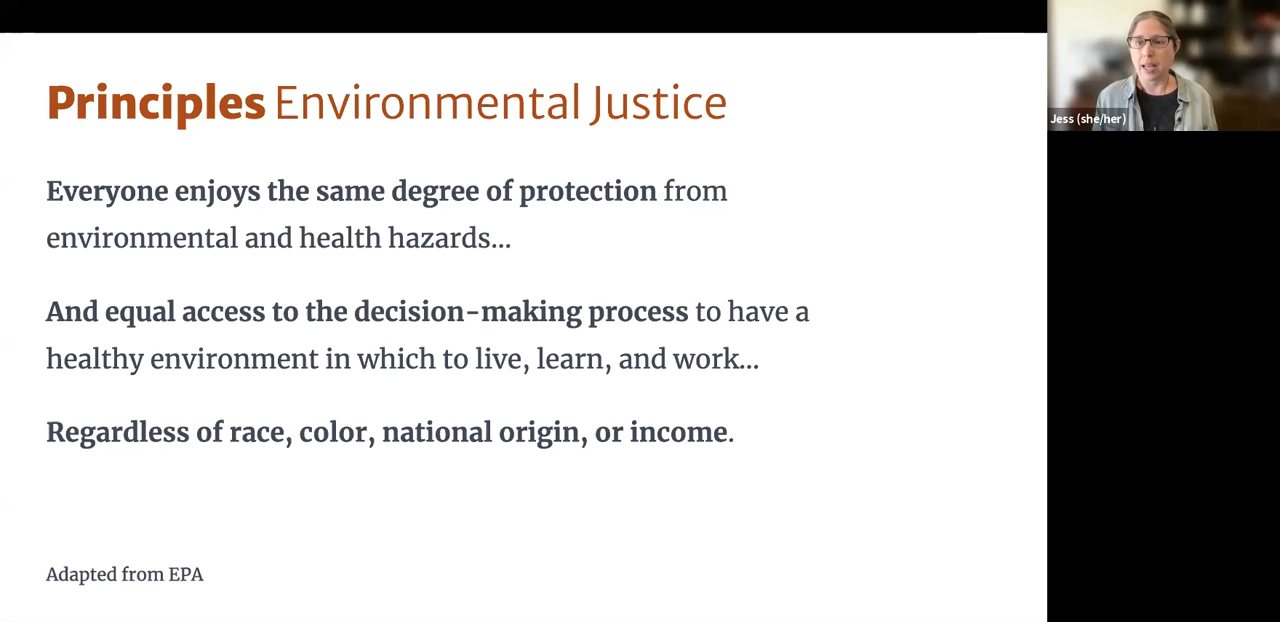 Principles Environmental Justice
Everyone enjoys the same degree of protection from
environmental and health hazards...
And equal access to the decision-making process to have a
healthy environment in which to live, learn, and work...
Regardless of race, color, national origin, or income.
Adapted from EPA
Jess (she/her)